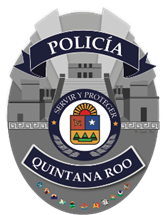 POLICÍA
SERVIR Y PROTEGER
QUINTANA ROO